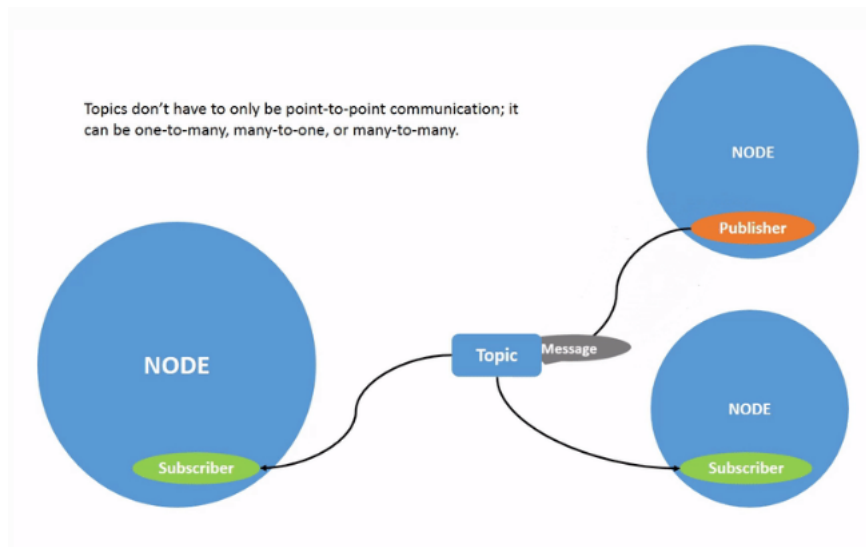 Topics don't have to only be point-to-point communication; it
can be one-to-many, many-to-one, or many-to-many.
NODE
Publisher
Topic
Message
NODE
Subscriber
NODE
Subscriber